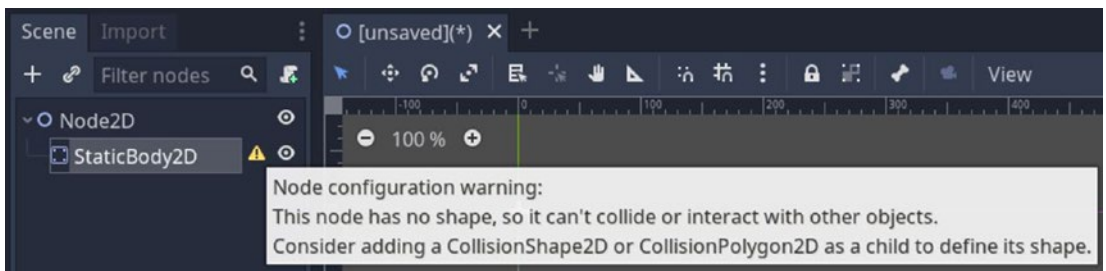 Scene Import
[unsaved](*)
Filter nodes
View
-100 0 100 200 300 400
Node2D
100 %
StaticBody2D
Node configuration warning:
This node has no shape, so it can't collide or interact with other objects.
Consider adding a CollisionShape2D or CollisionPolygon2D as a child to define its shape.